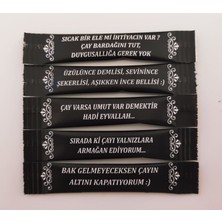 SICAK BİR ELE Mİ İHTİYACIN VAR ?
ÇAY BARDAĞINI TUT,
DUYGUSALLIĞA GEREK YOK
ÜZÜLÜNCE DEMLİSİ, SEVİNİNCE
ŞEKERLİSİ, AŞIKKEN İNCE BELLİSİ :)
ÇAY VARSA UMUT VAR DEMEKTİR
HADİ EYVALLAH...
SIRADA Kİ ÇAYI YALNIZLARA
ARMAĞAN EDİYORUM...
BAK GELMEYECEKSEN ÇAYIN
ALTINI KAPATIYORUM :)